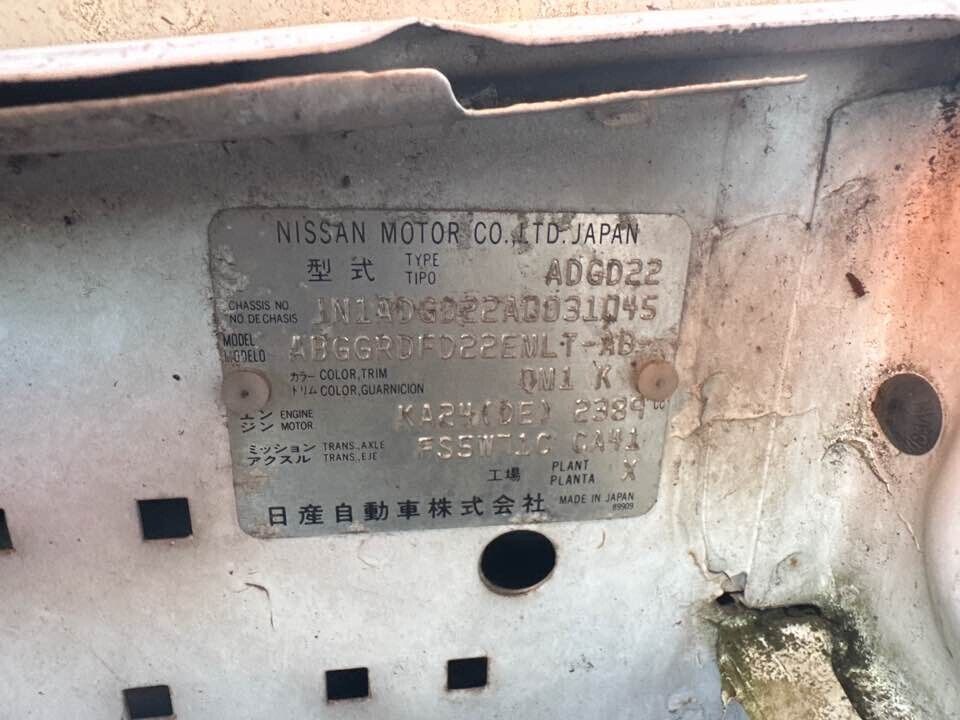 NISSAN MOTOR CO.,LTD. JAPAN
型式 TYPE TIPO ADGD22
CHASSIS NO. NO.DE CHASIS JN1ADGD22A0031045
MODEL MODELO ABGGRDFD22EMLT-AB
カラー COLOR,TRIM
トリム COLOR,GUARNICION QM1 K
エンジン ENGINE MOTOR KA24(DE) 2389 cc
ミッション TRANS.,AXLE
アクスル TRANS.,EJE FS5W71C CA41
工場 PLANT PLANTA X
日産自動車株式会社 MADE IN JAPAN
89909